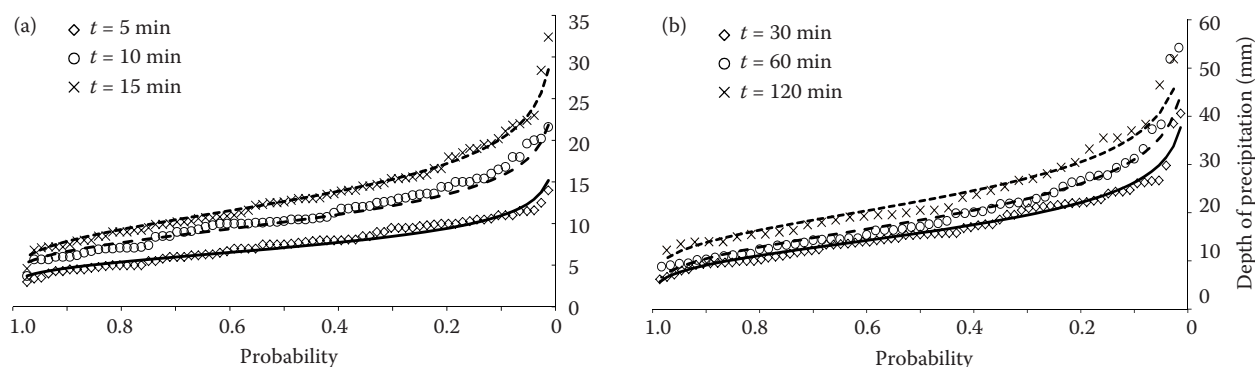 (a)
t = 5 min
t = 10 min
t = 15 min
35
30
25
20
15
10
5
0
1.0 0.8 0.6 0.4 0.2 0
Probability
(b)
t = 30 min
t = 60 min
t = 120 min
60
50
40
30
20
10
0
Depth of precipitation (mm)
1.0 0.8 0.6 0.4 0.2 0
Probability